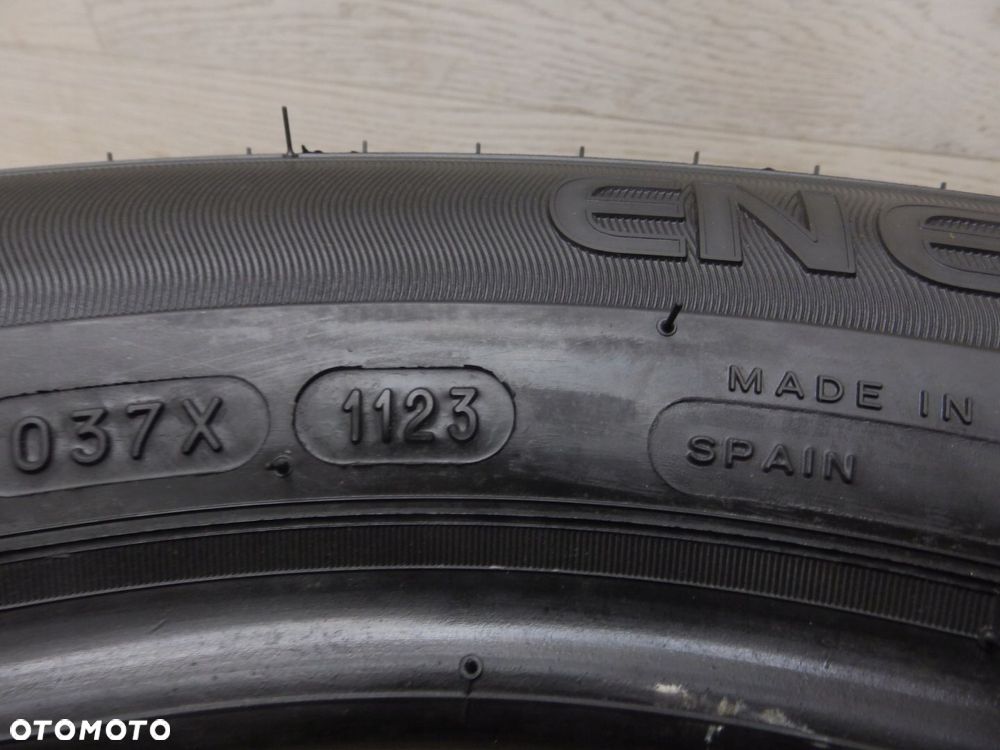 ENE
MADE IN
037X 1123 SPAIN
OTOMOTO